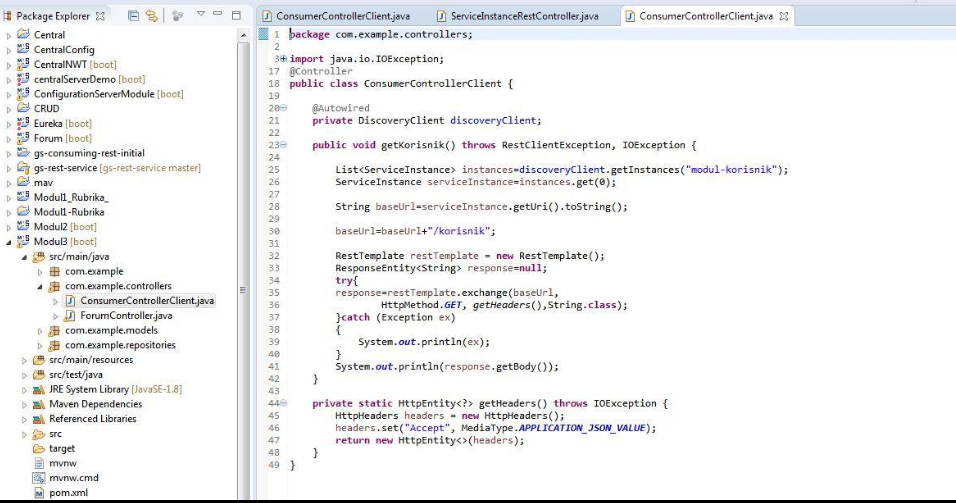 Package Explorer
ConsumerControllerClient.java
ServiceInstanceRestController.java
ConsumerControllerClient.java
Central
CentralConfig
CentralNWT [boot]
centralServerDemo [boot]
ConfigurationServerModule [boot]
CRUD
Eureka [boot]
Forum [boot]
gs-consuming-rest-initial
gs-rest-service [gs-rest-service master]
mav
Modul1_Rubrika_
Modul1-Rubrika
Modul2 [boot]
Modul3 [boot]
src/main/java
com.example
com.example.controllers
ConsumerControllerClient.java
ForumController.java
com.example.models
com.example.repositories
src/main/resources
src/test/java
JRE System Library [JavaSE-1.8]
Maven Dependencies
Referenced Libraries
src
target
mvnw
mvnw.cmd
pom.xml
1 package com.example.controllers;
2
3 import java.io.IOException;
17 @Controller
18 public class ConsumerControllerClient {
19
20 @Autowired
21 private DiscoveryClient discoveryClient;
22
23 public void getKorisnik() throws RestClientException, IOException {
24
25 List<ServiceInstance> instances=discoveryClient.getInstances("modul-korisnik");
26 ServiceInstance serviceInstance=instances.get(0);
27
28 String baseUrl=serviceInstance.getUri().toString();
29
30 baseUrl=baseUrl+"/korisnik";
31
32 RestTemplate restTemplate = new RestTemplate();
33 ResponseEntity<String> response=null;
34 try{
35 response=restTemplate.exchange(baseUrl,
36 HttpMethod.GET, getHeaders(),String.class);
37 }catch (Exception ex)
38 {
39 System.out.println(ex);
40 }
41 System.out.println(response.getBody());
42 }
43
44 private static HttpEntity<?> getHeaders() throws IOException {
45 HttpHeaders headers = new HttpHeaders();
46 headers.set("Accept", MediaType.APPLICATION_JSON_VALUE);
47 return new HttpEntity<>(headers);
48 }
49 }